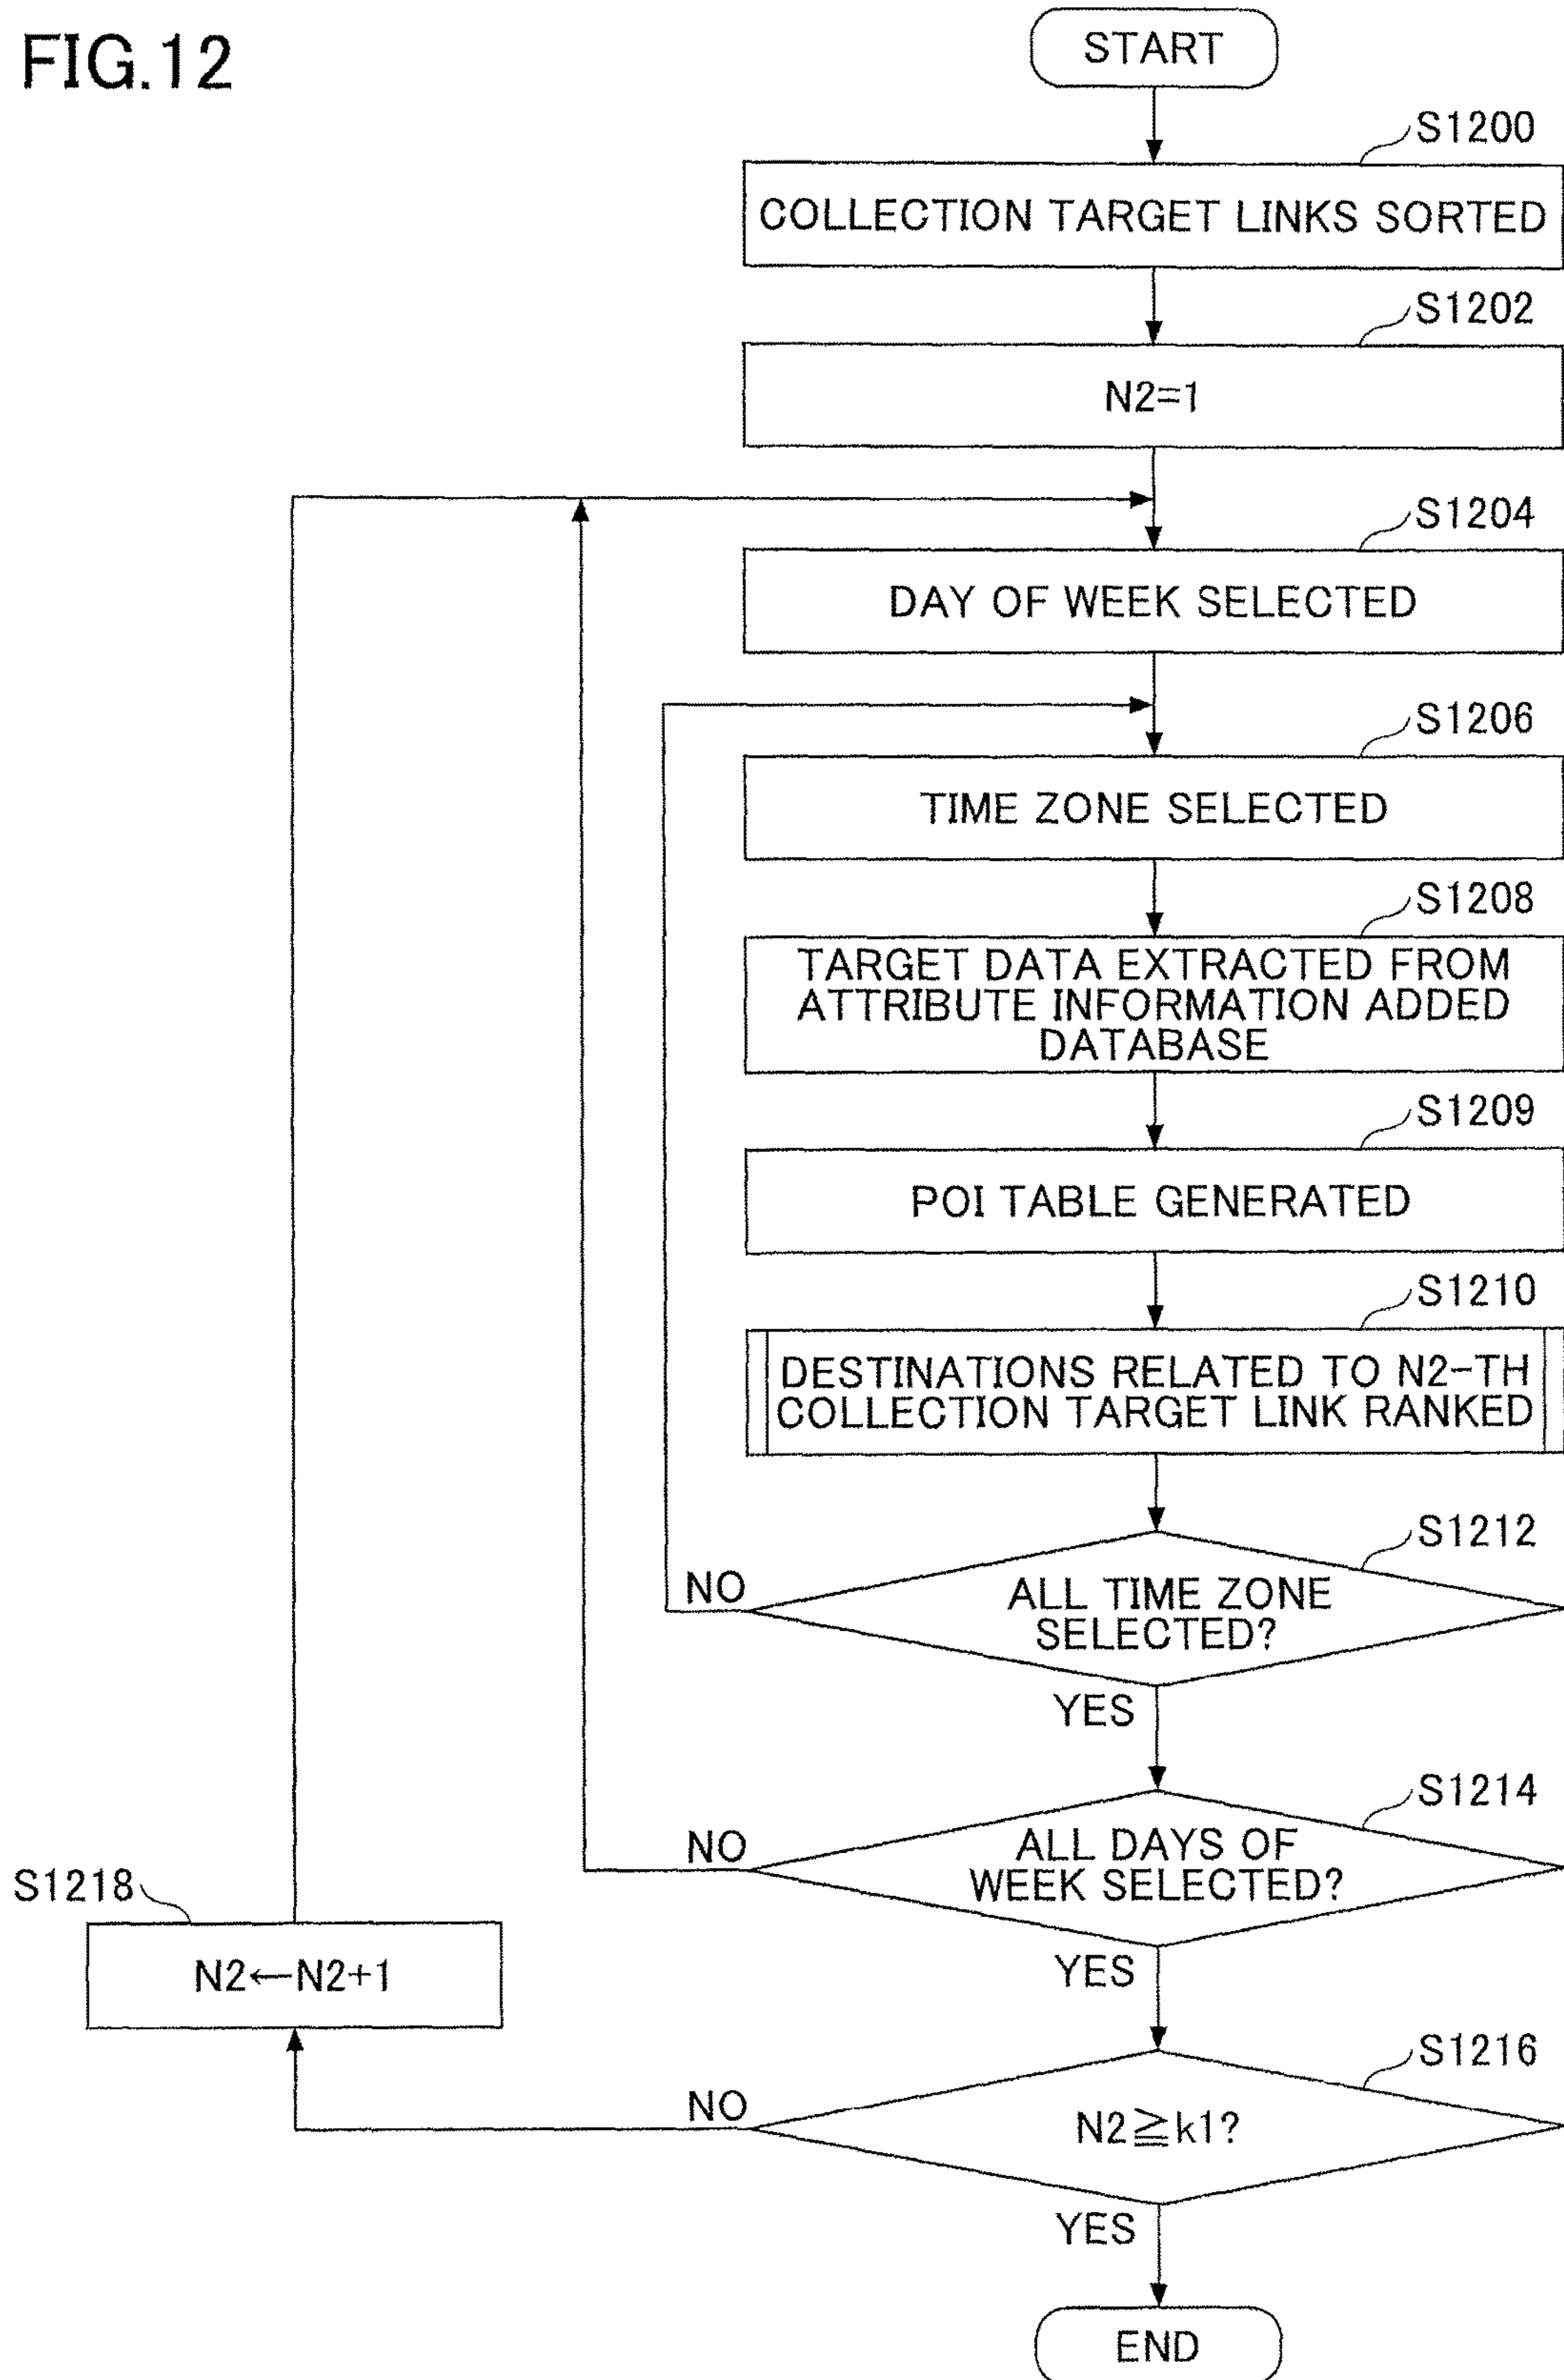 FIG.12
START
S1200
COLLECTION TARGET LINKS SORTED
S1202
N2=1
S1204
DAY OF WEEK SELECTED
S1206
TIME ZONE SELECTED
S1208
TARGET DATA EXTRACTED FROM
ATTRIBUTE INFORMATION ADDED
DATABASE
S1209
POI TABLE GENERATED
S1210
DESTINATIONS RELATED TO N2-TH
COLLECTION TARGET LINK RANKED
S1212
NO
ALL TIME ZONE
SELECTED?
YES
S1214
NO
ALL DAYS OF
WEEK SELECTED?
S1218
YES
N2←N2+1
S1216
NO
N2≧k1?
YES
END